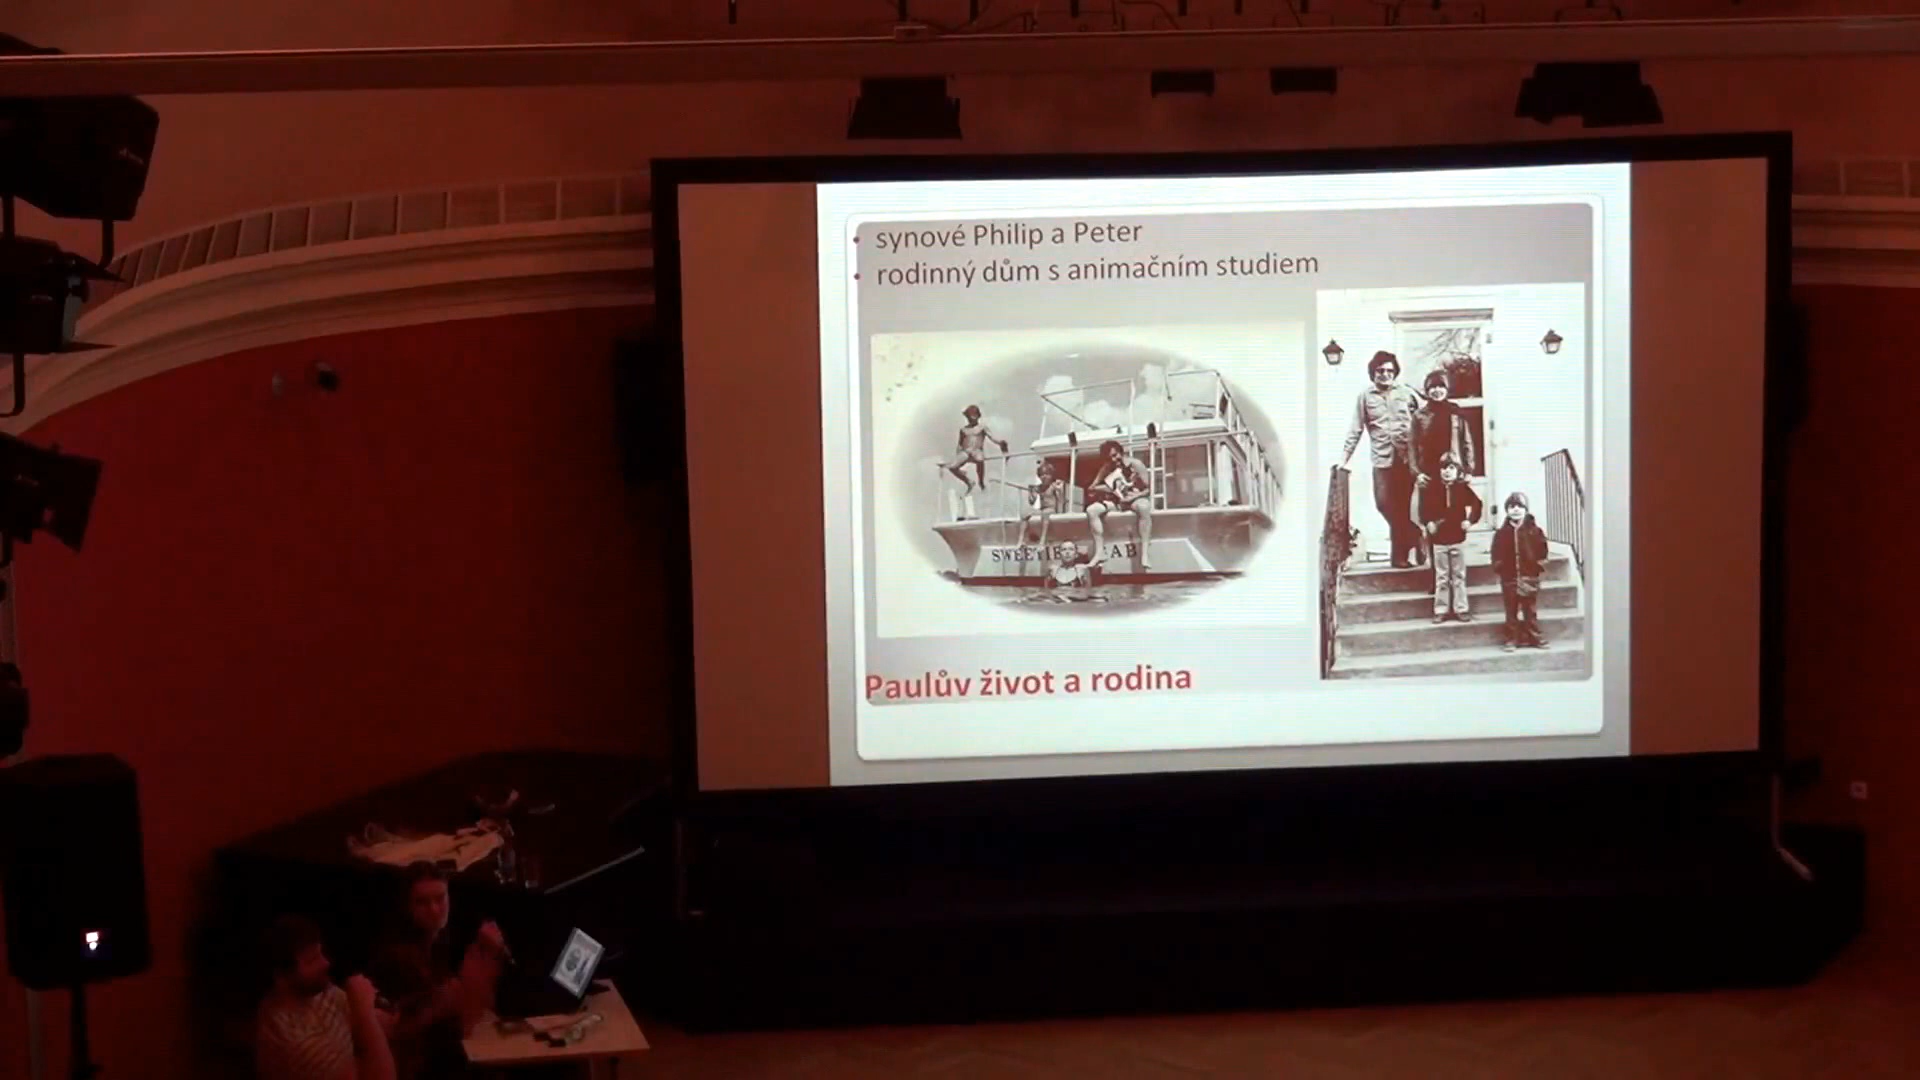 synové Philip a Peter
rodinný dům s animačním studiem
Paulův život a rodina